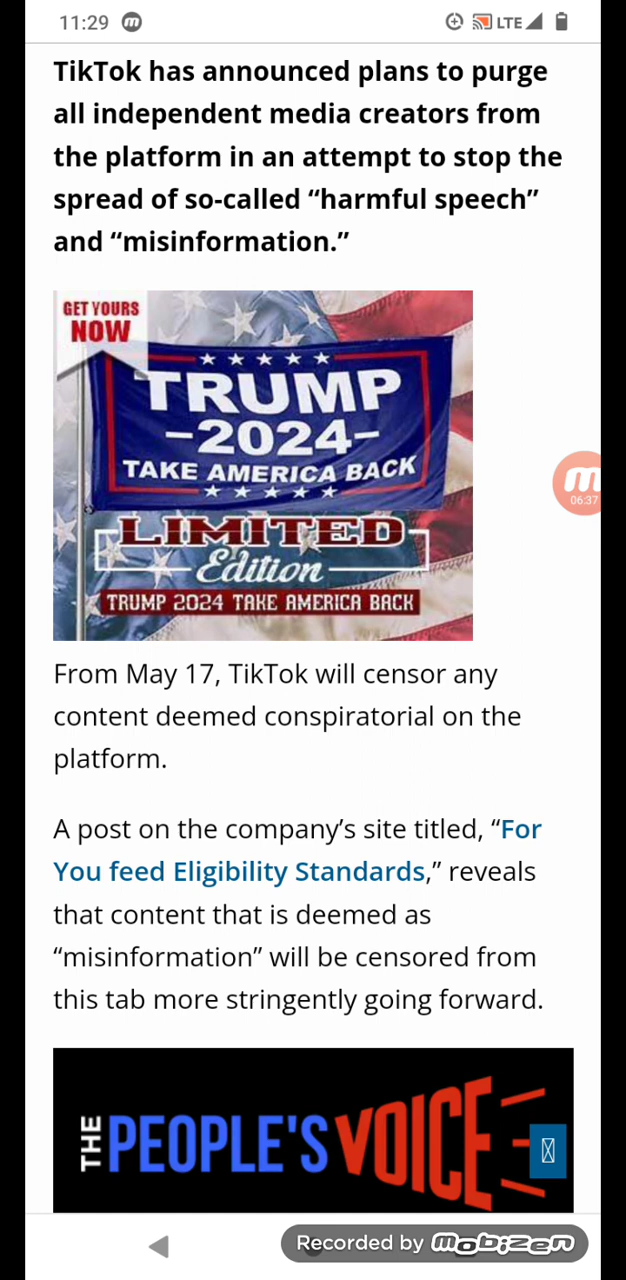 11:29
LTE
TikTok has announced plans to purge
all independent media creators from
the platform in an attempt to stop the
spread of so-called “harmful speech”
and “misinformation.”
GET YOURS
NOW
TRUMP
-2024-
TAKE AMERICA BACK
LIMITED
Edition
TRUMP 2024 TAKE AMERICA BACK
m
06:37
From May 17, TikTok will censor any
content deemed conspiratorial on the
platform.
A post on the company’s site titled, “For
You feed Eligibility Standards,” reveals
that content that is deemed as
“misinformation” will be censored from
this tab more stringently going forward.
THE PEOPLE'S VOICE
Recorded by mobizen